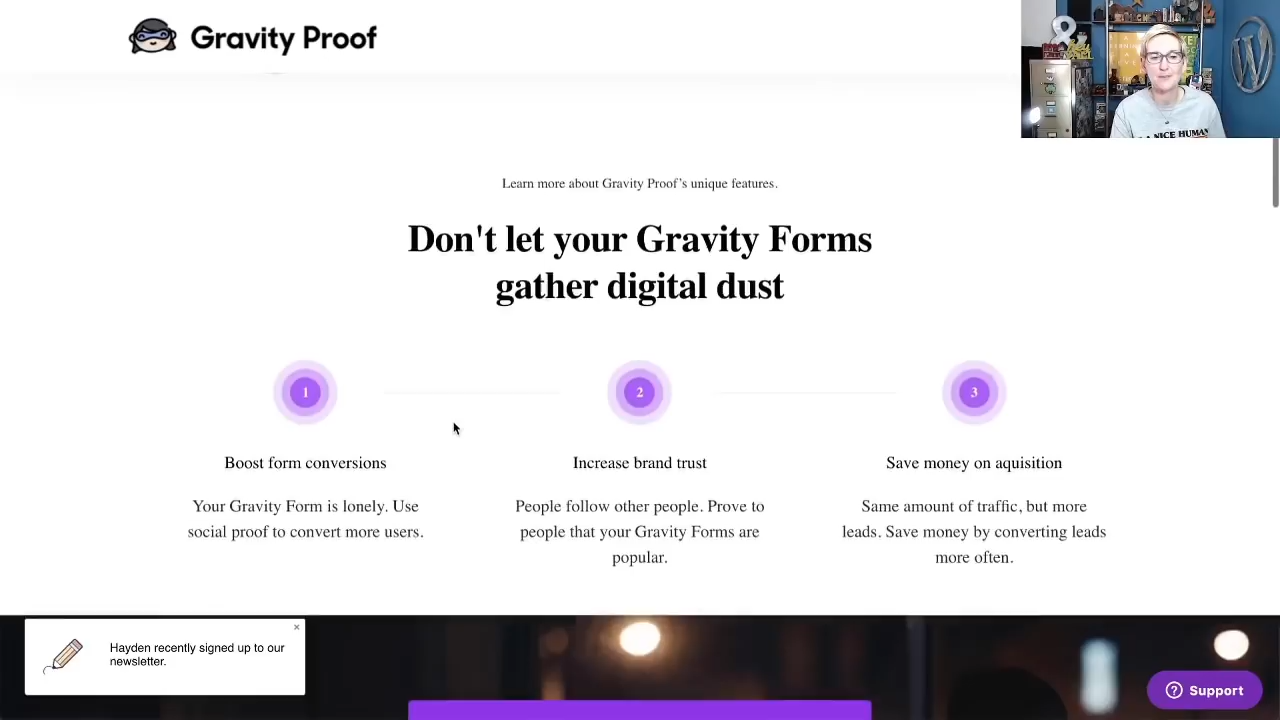 Gravity Proof
A NICE HUMAN
Learn more about Gravity Proof's unique features.
Don't let your Gravity Forms
gather digital dust
1
2
3
Boost form conversions
Increase brand trust
Save money on aquisition
Your Gravity Form is lonely. Use
social proof to convert more users.
People follow other people. Prove to
people that your Gravity Forms are
popular.
Same amount of traffic, but more
leads. Save money by converting leads
more often.
Hayden recently signed up to our
newsletter.
×
Support